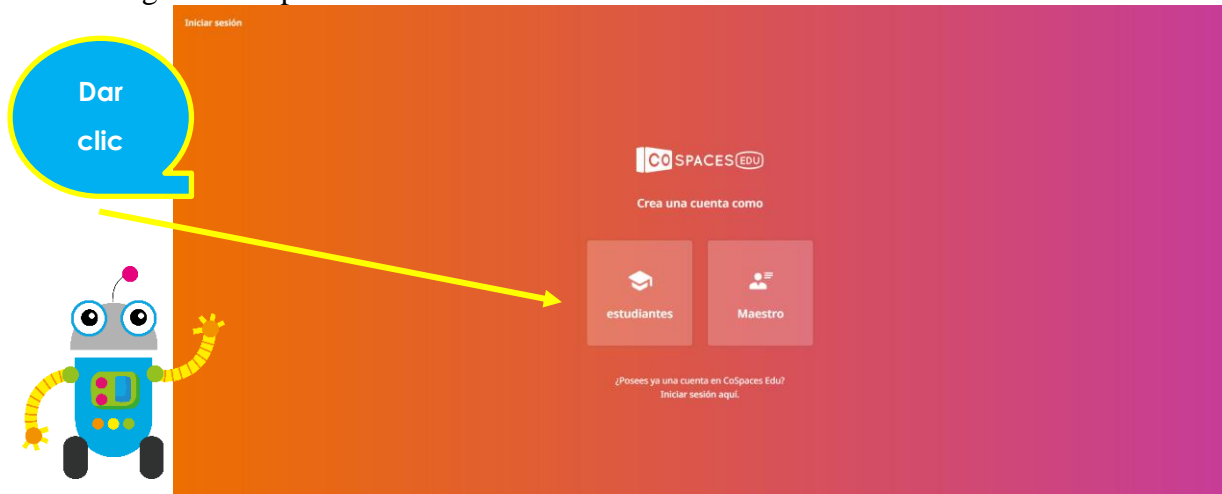 Iniciar sesión
Dar
clic
CO SPACES EDU
Crea una cuenta como
estudiantes
Maestro
¿Posees ya una cuenta en CoSpaces Edu?
Iniciar sesión aquí.